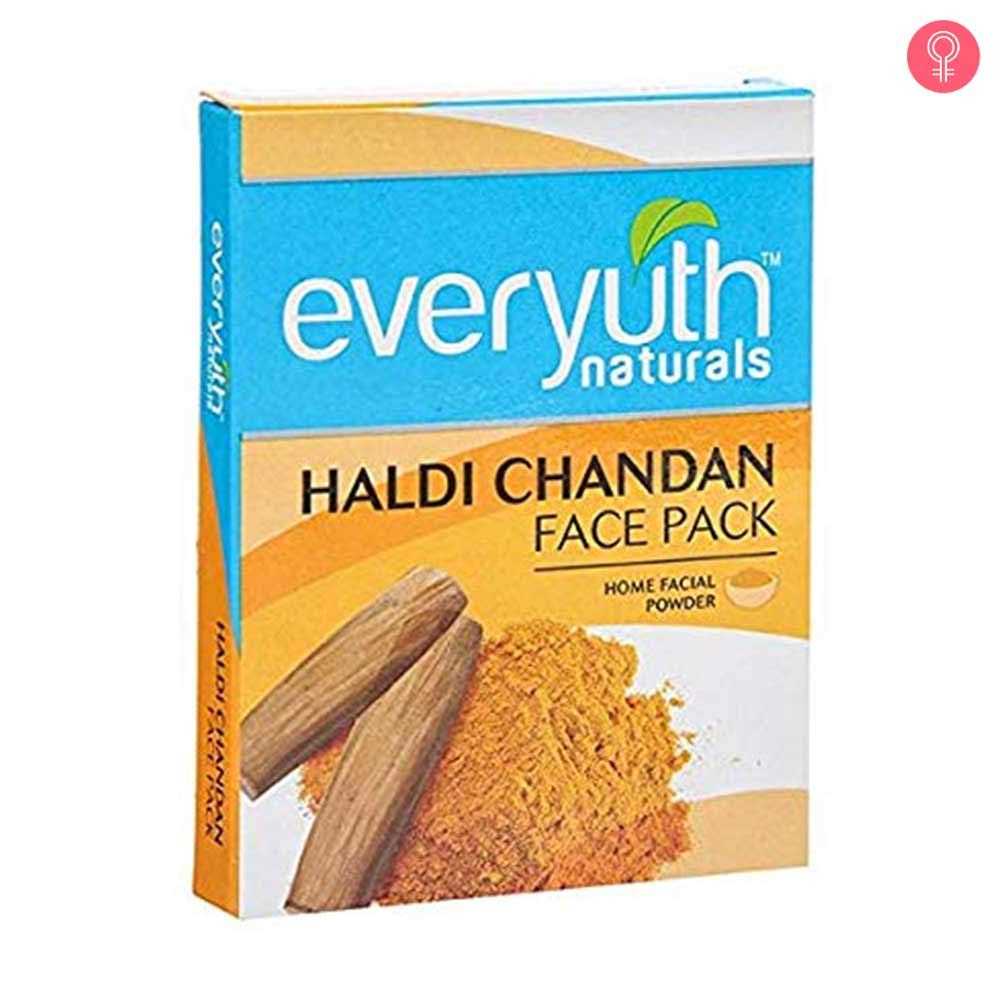 everyuth™
naturals
HALDI CHANDAN
FACE PACK
HOME FACIAL
POWDER
everyuth
HALDI CHANDAN
FACE PACK